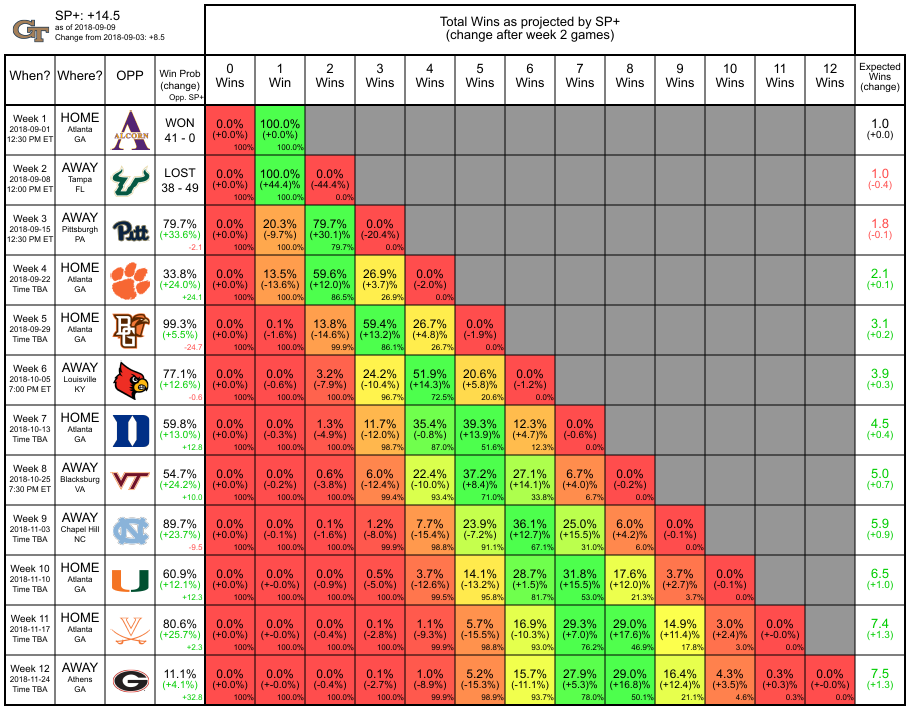 SP+: +14.5
as of 2018-09-09
Change from 2018-09-03: +8.5
Total Wins as projected by SP+
(change after week 2 games)
When? Where? OPP Win Prob (change) Opp. SP+ 0 Wins 1 Win 2 Wins 3 Wins 4 Wins 5 Wins 6 Wins 7 Wins 8 Wins 9 Wins 10 Wins 11 Wins 12 Wins Expected Wins (change)
Week 1 HOME ALCORN WON 0.0% 100.0% 1.0
2018-09-01 Atlanta 41 - 0 (+0.0%) (+0.0%) (+0.0)
12:30 PM ET GA 100% 100.0%
Week 2 AWAY LOST 0.0% 100.0% 0.0% 1.0
2018-09-08 Tampa 38 - 49 (+0.0%) (+44.4)% (-44.4%) (-0.4)
12:00 PM ET FL 100% 100.0% 0.0%
Week 3 AWAY Pitt 79.7% 0.0% 20.3% 79.7% 0.0% 1.8
2018-09-15 Pittsburgh (+33.6%) (+0.0%) (-9.7%) (+30.1)% (-20.4%) (-0.1)
12:30 PM ET PA -2.1 100% 100.0% 79.7% 0.0%
Week 4 HOME 33.8% 0.0% 13.5% 59.6% 26.9% 0.0% 2.1
2018-09-22 Atlanta (+24.0%) (+0.0%) (-13.6%) (+12.0)% (+3.7)% (-2.0%) (+0.1)
Time TBA GA +24.1 100% 100.0% 86.5% 26.9% 0.0%
Week 5 HOME 99.3% 0.0% 0.1% 13.8% 59.4% 26.7% 0.0% 3.1
2018-09-29 Atlanta (+5.5%) (+0.0%) (-1.6%) (-14.6%) (+13.2)% (+4.8)% (-1.9%) (+0.2)
Time TBA GA -24.7 100% 100.0% 99.9% 86.1% 26.7% 0.0%
Week 6 AWAY 77.1% 0.0% 0.0% 3.2% 24.2% 51.9% 20.6% 0.0% 3.9
2018-10-05 Louisville (+12.6%) (+0.0%) (-0.6%) (-7.9%) (-10.4%) (+14.3)% (+5.8)% (-1.2%) (+0.3)
7:00 PM ET KY -0.6 100% 100.0% 100.0% 96.7% 72.5% 20.6% 0.0%
Week 7 HOME D 59.8% 0.0% 0.0% 1.3% 11.7% 35.4% 39.3% 12.3% 0.0% 4.5
2018-10-13 Atlanta (+13.0%) (+0.0%) (-0.3%) (-4.9%) (-12.0%) (-0.8%) (+13.9)% (+4.7)% (-0.6%) (+0.4)
Time TBA GA +12.8 100% 100.0% 100.0% 98.7% 87.0% 51.6% 12.3% 0.0%
Week 8 AWAY VT 54.7% 0.0% 0.0% 0.6% 6.0% 22.4% 37.2% 27.1% 6.7% 0.0% 5.0
2018-10-25 Blacksburg (+24.2%) (+0.0%) (-0.2%) (-3.8%) (-12.4%) (-10.0%) (+8.4)% (+14.1)% (+4.0)% (-0.2%) (+0.7)
7:30 PM ET VA +10.0 100% 100.0% 100.0% 99.4% 93.4% 71.0% 33.8% 6.7% 0.0%
Week 9 AWAY NC 89.7% 0.0% 0.0% 0.1% 1.2% 7.7% 23.9% 36.1% 25.0% 6.0% 0.0% 5.9
2018-11-03 Chapel Hill (+23.7%) (+0.0%) (-0.1%) (-1.6%) (-8.0%) (-15.4%) (-7.2%) (+12.7)% (+15.5)% (+4.2)% (-0.1%) (+0.9)
Time TBA NC -9.5 100% 100.0% 100.0% 99.9% 98.8% 91.1% 67.1% 31.0% 6.0% 0.0%
Week 10 HOME U 60.9% 0.0% 0.0% 0.0% 0.5% 3.7% 14.1% 28.7% 31.8% 17.6% 3.7% 0.0% 6.5
2018-11-10 Atlanta (+12.1%) (+0.0%) (+-0.0%) (-0.9%) (-5.0%) (-12.6%) (-13.2%) (+1.5)% (+15.5)% (+12.0)% (+2.7)% (-0.1%) (+1.0)
Time TBA GA +12.3 100% 100.0% 100.0% 100.0% 99.5% 95.8% 81.7% 53.0% 21.3% 3.7% 0.0%
Week 11 HOME V 80.6% 0.0% 0.0% 0.0% 0.1% 1.1% 5.7% 16.9% 29.3% 29.0% 14.9% 3.0% 0.0% 7.4
2018-11-17 Atlanta (+25.7%) (+0.0%) (+-0.0%) (-0.4%) (-2.8%) (-9.3%) (-15.5%) (-10.3%) (+7.0)% (+17.6)% (+11.4)% (+2.4)% (+-0.0%) (+1.3)
Time TBA GA +2.3 100% 100.0% 100.0% 100.0% 99.9% 98.8% 93.0% 76.2% 46.9% 17.8% 3.0% 0.0%
Week 12 AWAY G 11.1% 0.0% 0.0% 0.0% 0.1% 1.0% 5.2% 15.7% 27.9% 29.0% 16.4% 4.3% 0.3% 0.0% 7.5
2018-11-24 Athens (+4.1%) (+0.0%) (+-0.0%) (-0.4%) (-2.7%) (-8.9%) (-15.3%) (-11.1%) (+5.3)% (+16.8)% (+12.4)% (+3.5)% (+0.3)% (+-0.0%) (+1.3)
Time TBA GA +32.8 100% 100.0% 100.0% 100.0% 99.9% 98.9% 93.7% 78.0% 50.1% 21.1% 4.6% 0.3% 0.0%